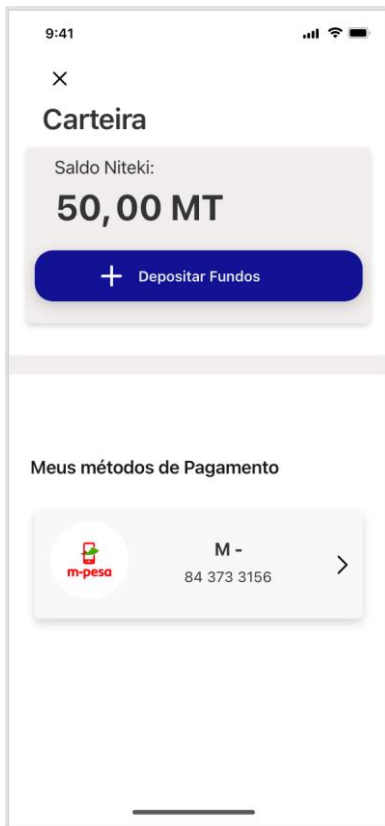 9:41
Carteira
Saldo Niteki:
50,00 MT
Depositar Fundos
Meus métodos de Pagamento
m-pesa
M -
84 373 3156